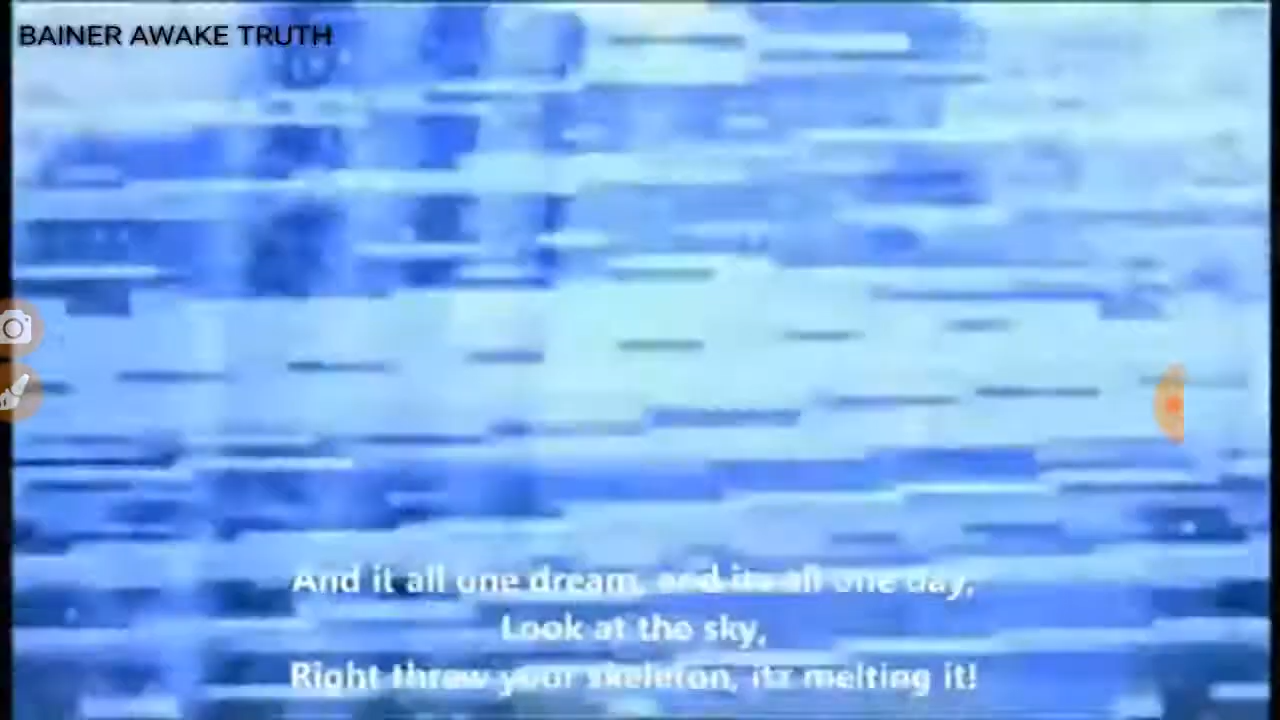 BAINER AWAKE TRUTH
And it all one dream, and its all one day,
Look at the sky,
Right threw your skeleton, its melting it!